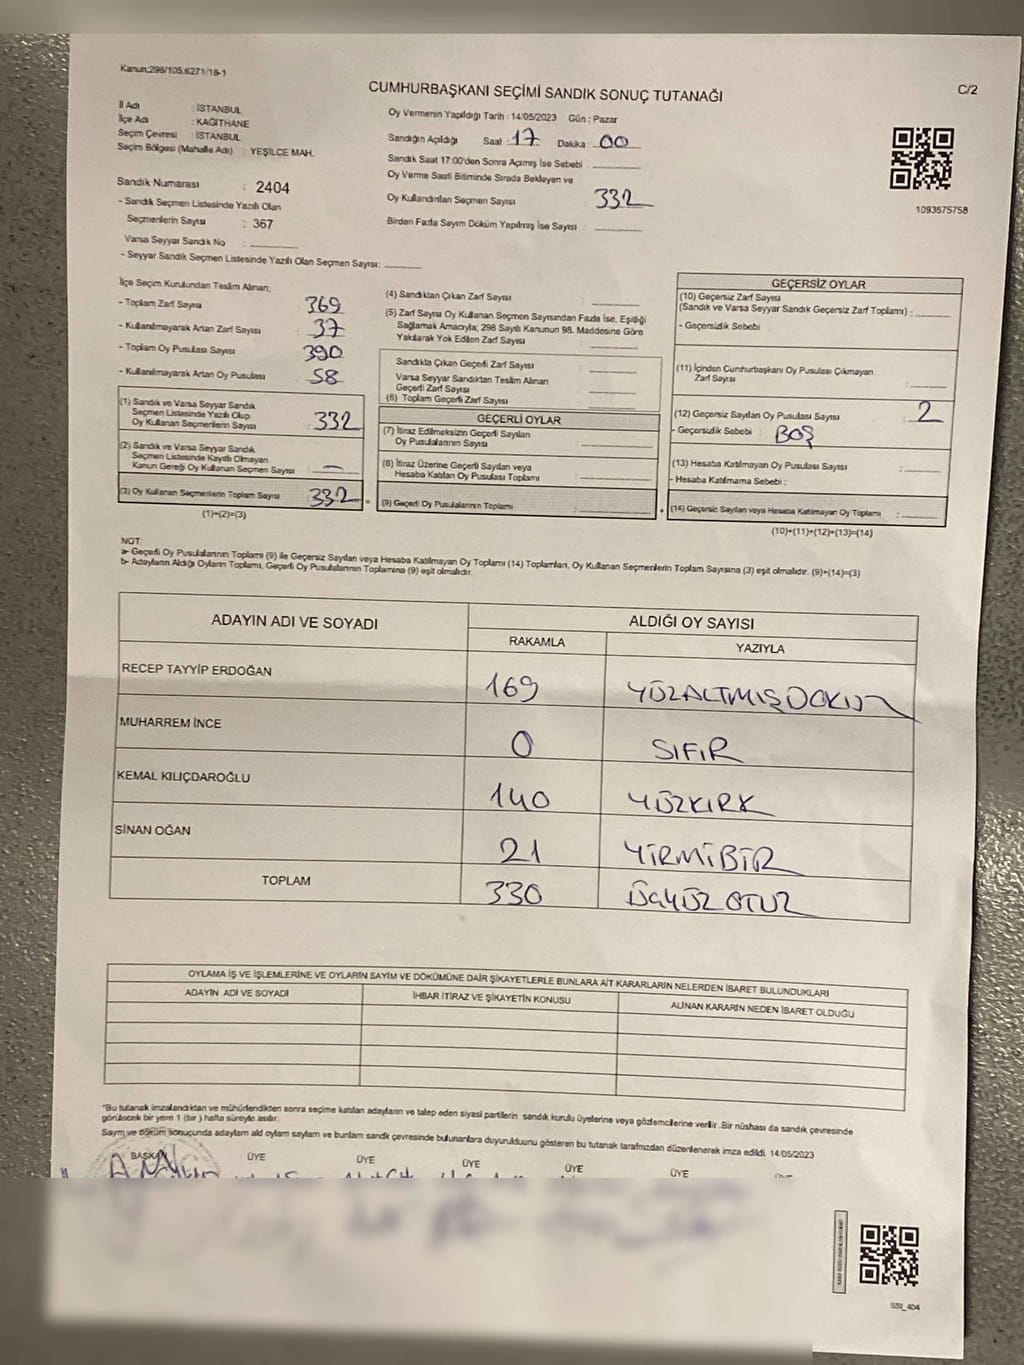 Kanun:298/105,6271/18-1
CUMHURBAŞKANI SEÇİMİ SANDIK SONUÇ TUTANAĞI
C/2
İl Adı : İSTANBUL
İlçe Adı : KAĞITHANE
Seçim Çevresi : İSTANBUL
Seçim Bölgesi (Mahalle Adı) : YEŞİLCE MAH.
Sandık Numarası : 2404
- Sandık Seçmen Listesinde Yazılı Olan
Seçmenlerin Sayısı : 367
Varsa Seyyar Sandık No :
- Seyyar Sandık Seçmen Listesinde Yazılı Olan Seçmen Sayısı:
Oy Vermenin Yapıldığı Tarih : 14/05/2023 Gün : Pazar
Sandığın Açıldığı Saat : 17 Dakika : 00
Sandık Saat 17:00'den Sonra Açmış İse Sebebi
Oy Verme Saati Bitiminde Sırada Bekleyen ve
Oy Kullandırılan Seçmen Sayısı 332
Birden Fazla Sayım Döküm Yapılmış İse Sayısı :
1093575758
İlçe Seçim Kurulundan Teslim Alınan;
- Toplam Zarf Sayısı 369
- Kullanılmayarak Artan Zarf Sayısı : 37
- Toplam Oy Pusulası Sayısı 390
- Kullanılmayarak Artan Oy Pusulası 58
(1) Sandık ve Varsa Seyyar Sandık
Seçmen Listesinde Yazılı Olup
Oy Kullanan Seçmenlerin Sayısı : 332
(2) Sandık ve Varsa Seyyar Sandık
Seçmen Listesinde Kayıtlı Olmayan
Kanun Gereği Oy Kullanan Seçmen Sayısı : —
(3) Oy Kullanan Seçmenlerin Toplam Sayısı 332 =
(1)+(2)=(3)
(4) Sandıktan Çıkan Zarf Sayısı :
(5) Zarf Sayısı Oy Kullanan Seçmen Sayısından Fazla İse, Eşitliği
Sağlamak Amacıyla; 298 Sayılı Kanunun 98. Maddesine Göre
Yakılarak Yok Edilen Zarf Sayısı :
Sandıkta Çıkan Geçerli Zarf Sayısı :
Varsa Seyyar Sandıktan Teslim Alınan
Geçerli Zarf Sayısı :
(6) Toplam Geçerli Zarf Sayısı :
GEÇERLİ OYLAR
(7) İtiraz Edilmeksizin Geçerli Sayılan
Oy Pusulalarının Sayısı :
(8) İtiraz Üzerine Geçerli Sayılan veya
Hesaba Katılan Oy Pusulası Toplamı :
(9) Geçerli Oy Pusulalarının Toplamı : +
GEÇERSİZ OYLAR
(10) Geçersiz Zarf Sayısı
(Sandık ve Varsa Seyyar Sandık Geçersiz Zarf Toplamı) :
- Geçersizlik Sebebi
(11) İçinden Cumhurbaşkanı Oy Pusulası Çıkmayan
Zarf Sayısı :
(12) Geçersiz Sayılan Oy Pusulası Sayısı : 2
- Geçersizlik Sebebi : BOŞ
(13) Hesaba Katılmayan Oy Pusulası Sayısı :
- Hesaba Katılmama Sebebi :
(14) Geçersiz Sayılan veya Hesaba Katılmayan Oy Toplamı :
(10)+(11)+(12)+(13)=(14)
NOT:
a- Geçerli Oy Pusulalarının Toplamı (9) ile Geçersiz Sayılan veya Hesaba Katılmayan Oy Toplamı (14) Toplamları, Oy Kullanan Seçmenlerin Toplam Sayısına (3) eşit olmalıdır. (9)+(14)=(3)
b- Adayların Aldığı Oyların Toplamı, Geçerli Oy Pusulalarının Toplamına (9) eşit olmalıdır.
ADAYIN ADI VE SOYADI ALDIĞI OY SAYISI
RAKAMLA YAZIYLA
RECEP TAYYİP ERDOĞAN 169 YÜZALTMIŞDOKUZ
MUHARREM İNCE 0 SIFIR
KEMAL KILIÇDAROĞLU 140 YÜZKIRK
SİNAN OĞAN 21 YİRMİBİR
TOPLAM 330 ÜÇYÜZ OTUZ
OYLAMA İŞ VE İŞLEMLERİNE VE OYLARIN SAYIM VE DÖKÜMÜNE DAİR ŞİKAYETLERLE BUNLARA AİT KARARLARIN NELERDEN İBARET BULUNDUKLARI
ADAYIN ADI VE SOYADI İHBAR İTİRAZ VE ŞİKAYETİN KONUSU ALINAN KARARIN NEDEN İBARET OLDUĞU
"Bu tutanak imzalandıktan ve mühürlendikten sonra seçime katılan adayların ve talep eden siyasi partilerin sandık kurulu üyelerine veya gözlemcilerine verilir. Bir nüshası da sandık çevresinde
görülecek bir yere 1 (bir) hafta süreyle asılır.
Sayım ve döküm sonucunda adayların aldı oyların sayıların ve bunların sandık çevresinde bulunanlara duyurulduunu gösteren bu tutanak tarafımızdan düzenlenerek imza edildi. 14/05/2023
BAŞKAN ÜYE ÜYE ÜYE ÜYE ÜYE
SSI_404